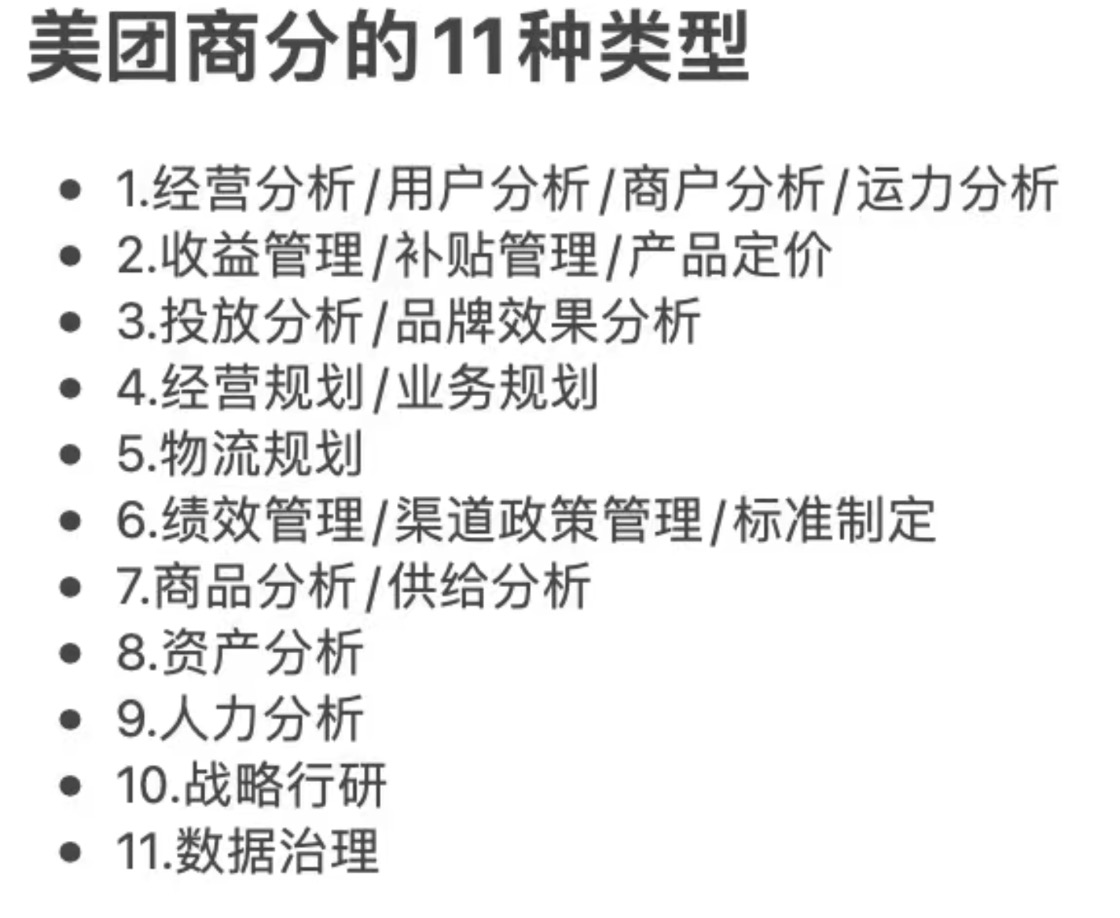 美团商分的11种类型
• 1.经营分析/用户分析/商户分析/运力分析
• 2.收益管理/补贴管理/产品定价
• 3.投放分析/品牌效果分析
• 4.经营规划/业务规划
• 5.物流规划
• 6.绩效管理/渠道政策管理/标准制定
• 7.商品分析/供给分析
• 8.资产分析
• 9.人力分析
• 10.战略行研
• 11.数据治理